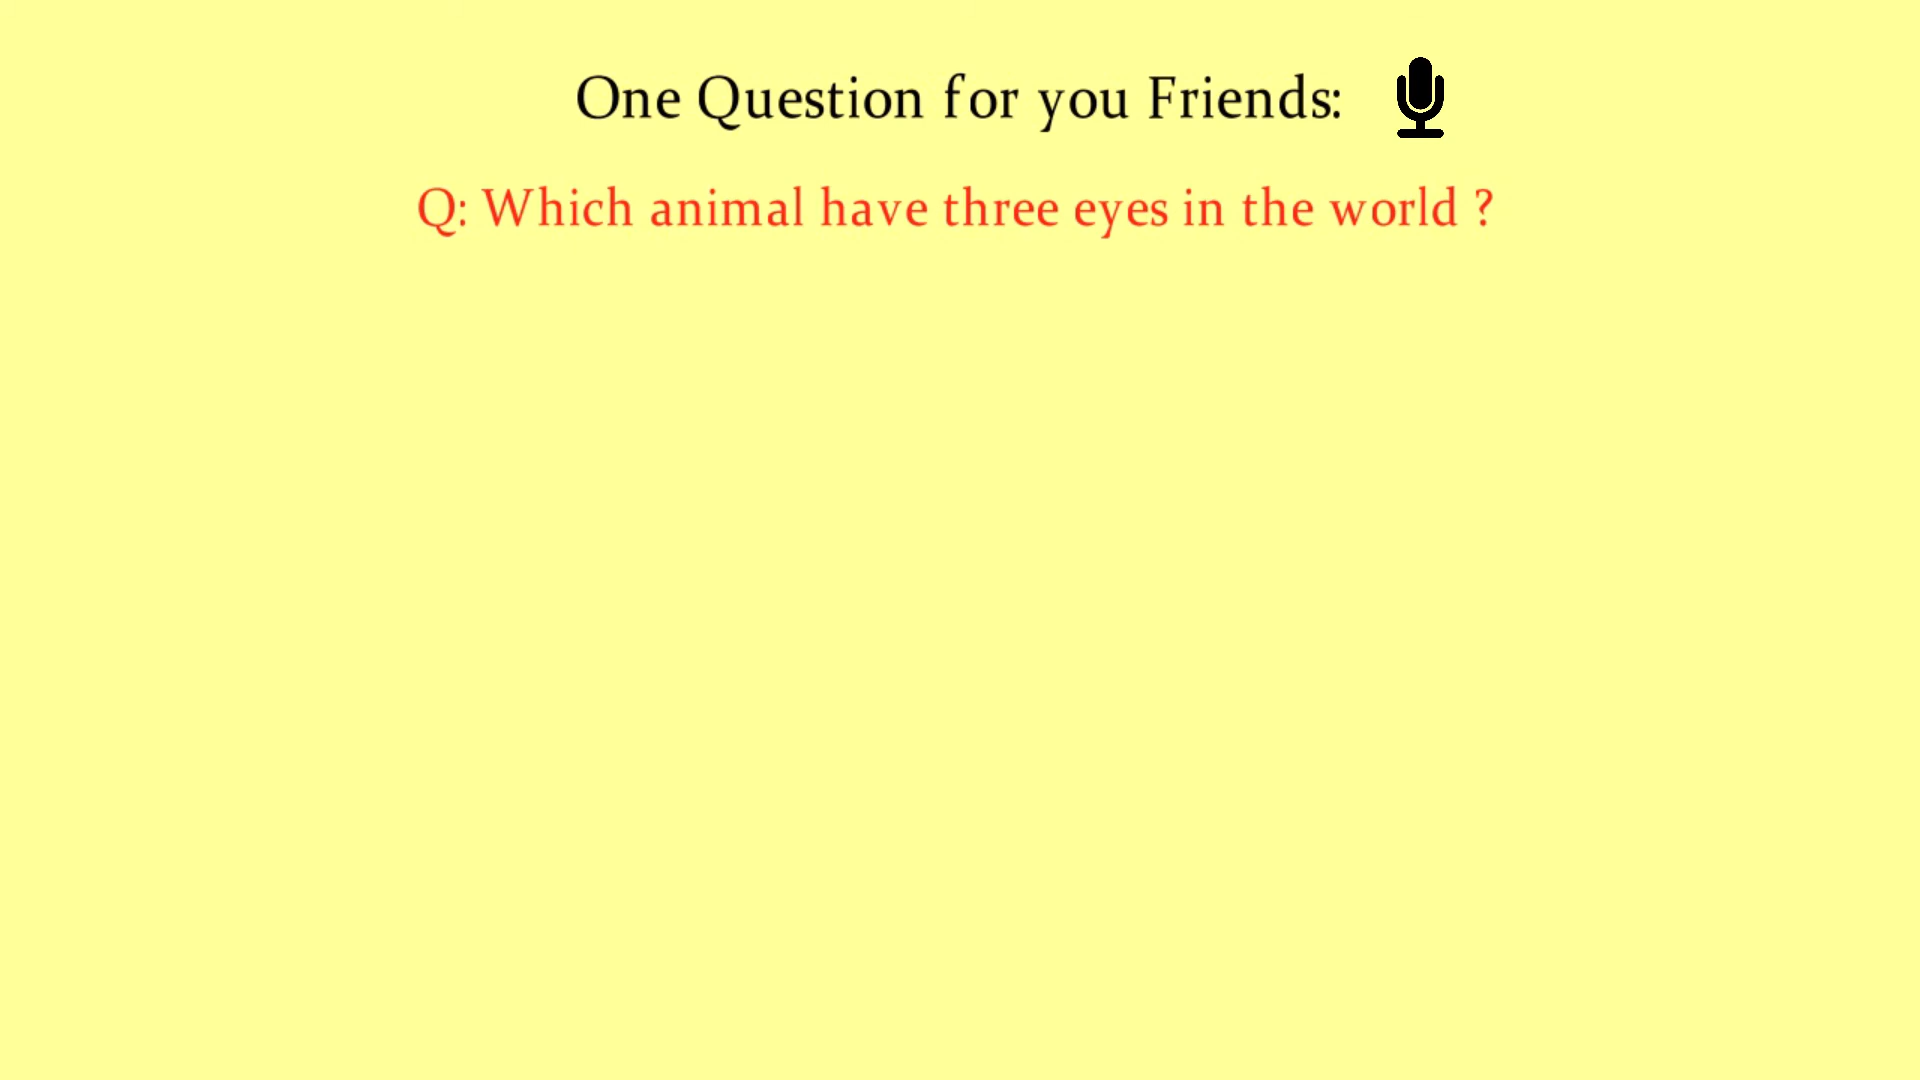 One Question for you Friends:
Q: Which animal have three eyes in the world ?